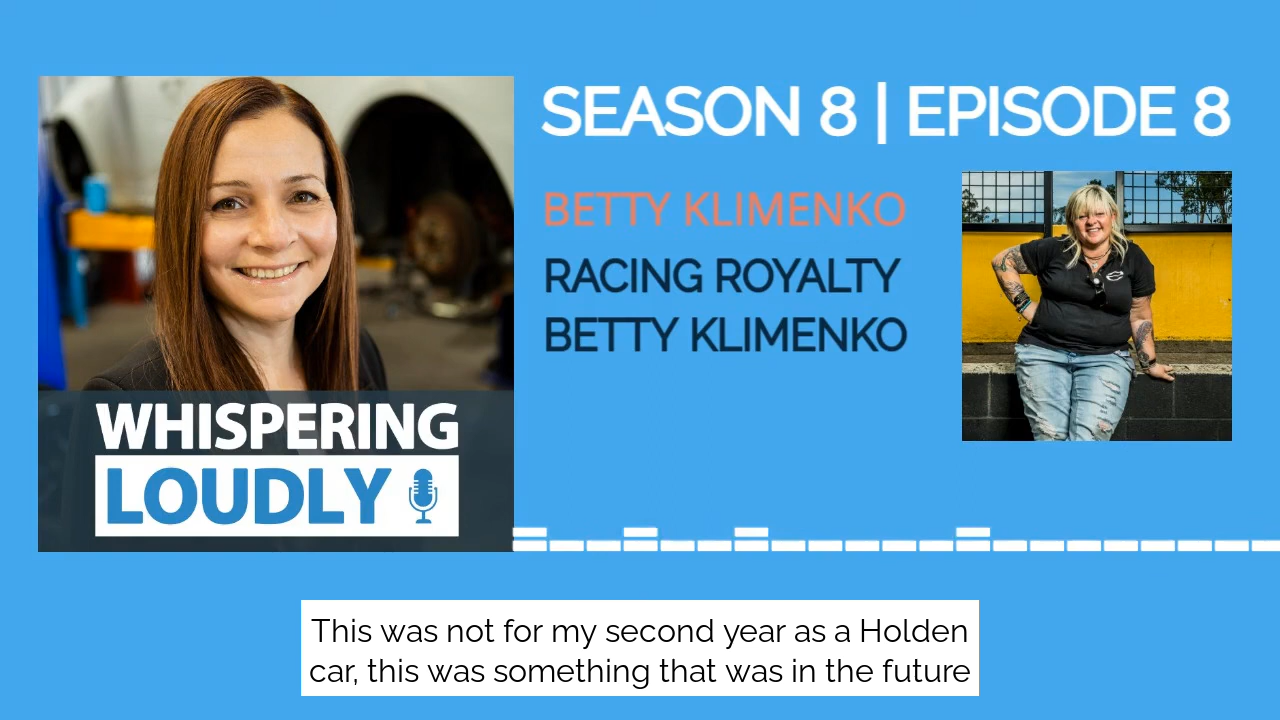 SEASON 8 | EPISODE 8
BETTY KLIMENKO
RACING ROYALTY
BETTY KLIMENKO
WHISPERING
LOUDLY
This was not for my second year as a Holden
car, this was something that was in the future